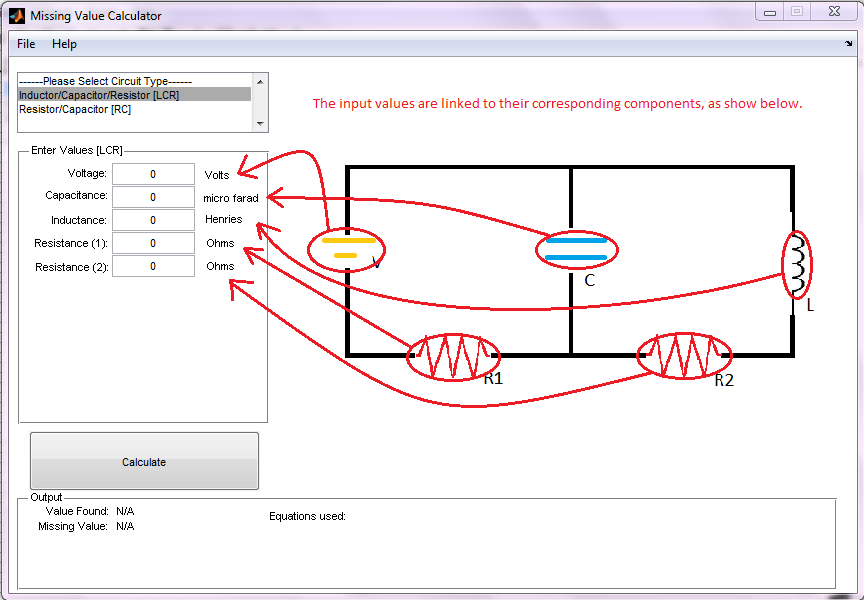 Missing Value Calculator
File Help
------Please Select Circuit Type------
Inductor/Capacitor/Resistor [LCR]
Resistor/Capacitor [RC]
The input values are linked to their corresponding components, as show below.
Enter Values [LCR]
Voltage: 0 Volts
Capacitance: 0 micro farad
Inductance: 0 Henries
Resistance (1): 0 Ohms
Resistance (2): 0 Ohms
V
C
L
R1
R2
Calculate
Output
Value Found: N/A
Missing Value: N/A
Equations used: